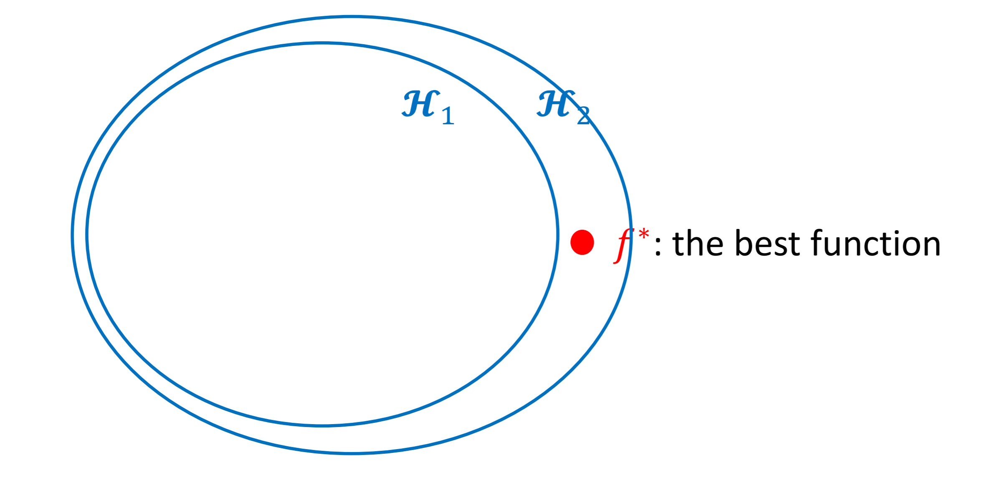 ℋ₁
ℋ₂
f*: the best function